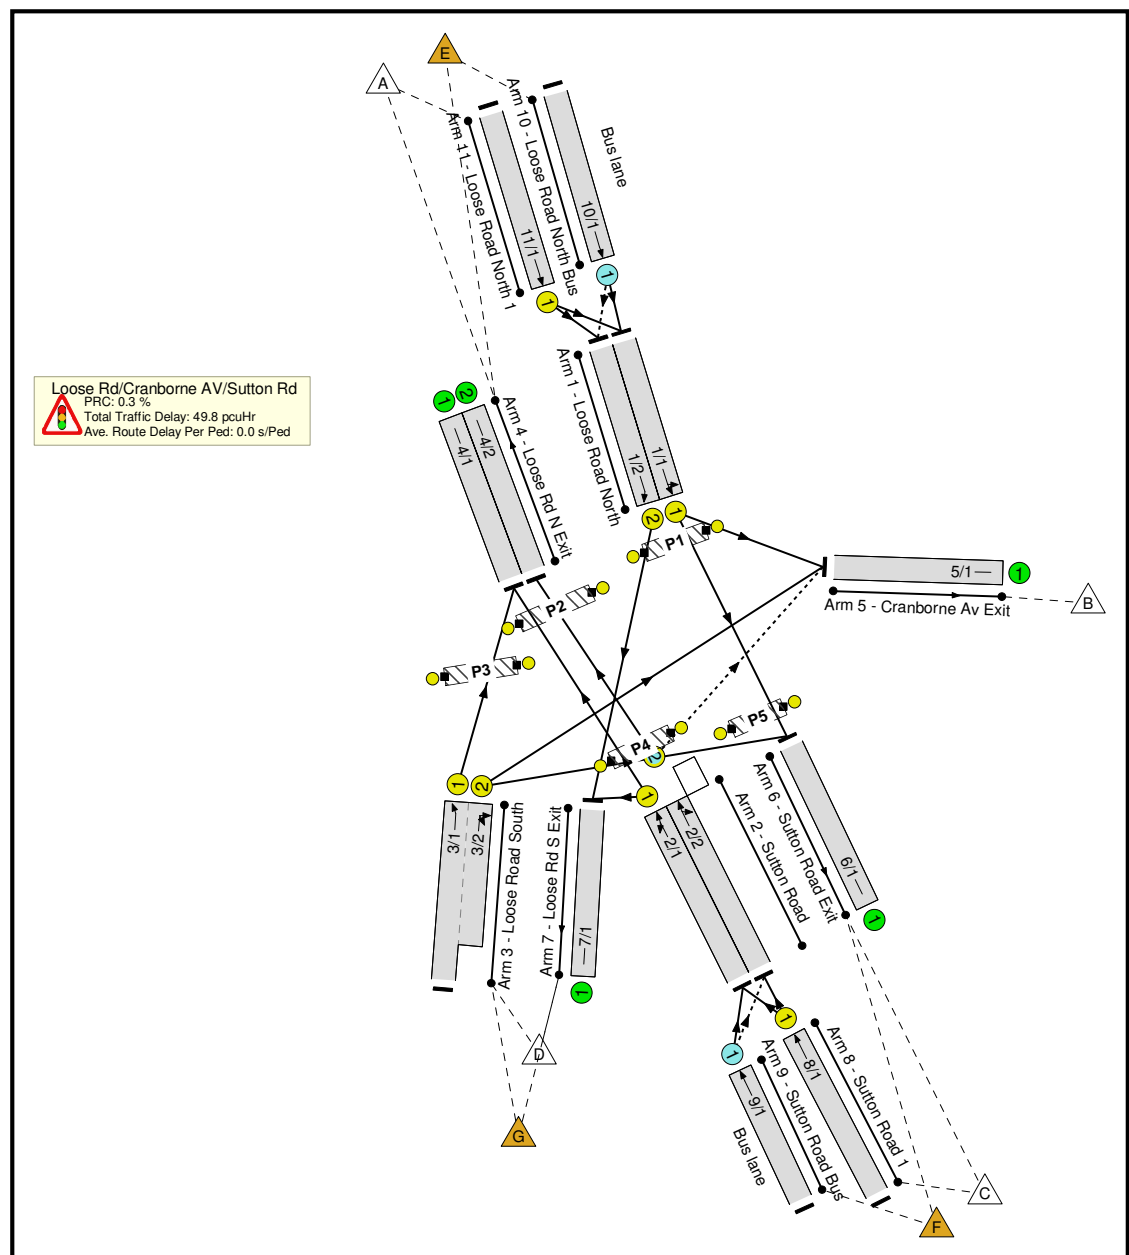 E
A
Arm 10 - Loose Road North Bus
Bus lane
10/1
1
Arm 11 - Loose Road North 1
11/1
1
Arm 1 - Loose Road North
1/2
1/1
2
1
Loose Rd/Cranborne AV/Sutton Rd
PRC: 0.3 %
Total Traffic Delay: 49.8 pcuHr
Ave. Route Delay Per Ped: 0.0 s/Ped
1
2
4/1
4/2
Arm 4 - Loose Rd N Exit
P1
5/1
1
Arm 5 - Cranborne Av Exit
B
P2
P3
P4
P5
1
2
2
1
3/1
3/2
Arm 3 - Loose Road South
Arm 7 - Loose Rd S Exit
7/1
1
2/1
2/2
Arm 2 - Sutton Road
Arm 6 - Sutton Road Exit
6/1
1
D
G
1
1
9/1
Bus lane
Arm 9 - Sutton Road Bus
8/1
Arm 8 - Sutton Road 1
C
F